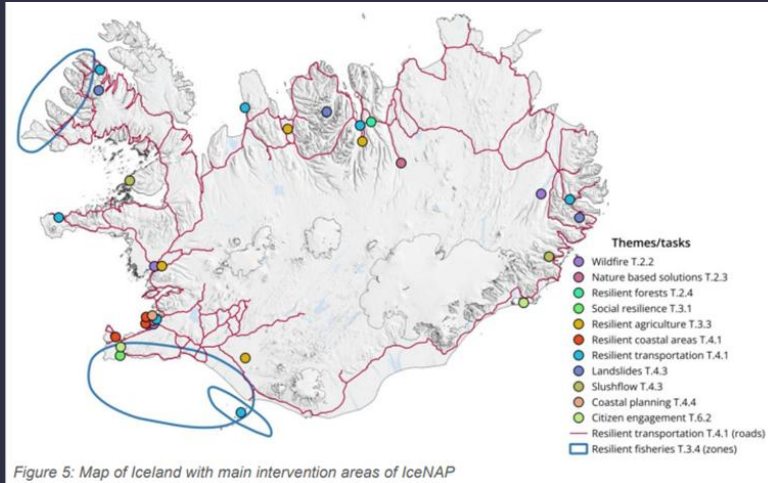 Themes/tasks
Wildfire T.2.2
Nature based solutions T.2.3
Resilient forests T.2.4
Social resilience T.3.1
Resilient agriculture T.3.3
Resilient coastal areas T.4.1
Resilient transportation T.4.1
Landslides T.4.3
Slushflow T.4.3
Coastal planning T.4.4
Citizen engagement T.6.2
Resilient transportation T.4.1 (roads)
Resilient fisheries T.3.4 (zones)
Figure 5: Map of Iceland with main intervention areas of IceNAP